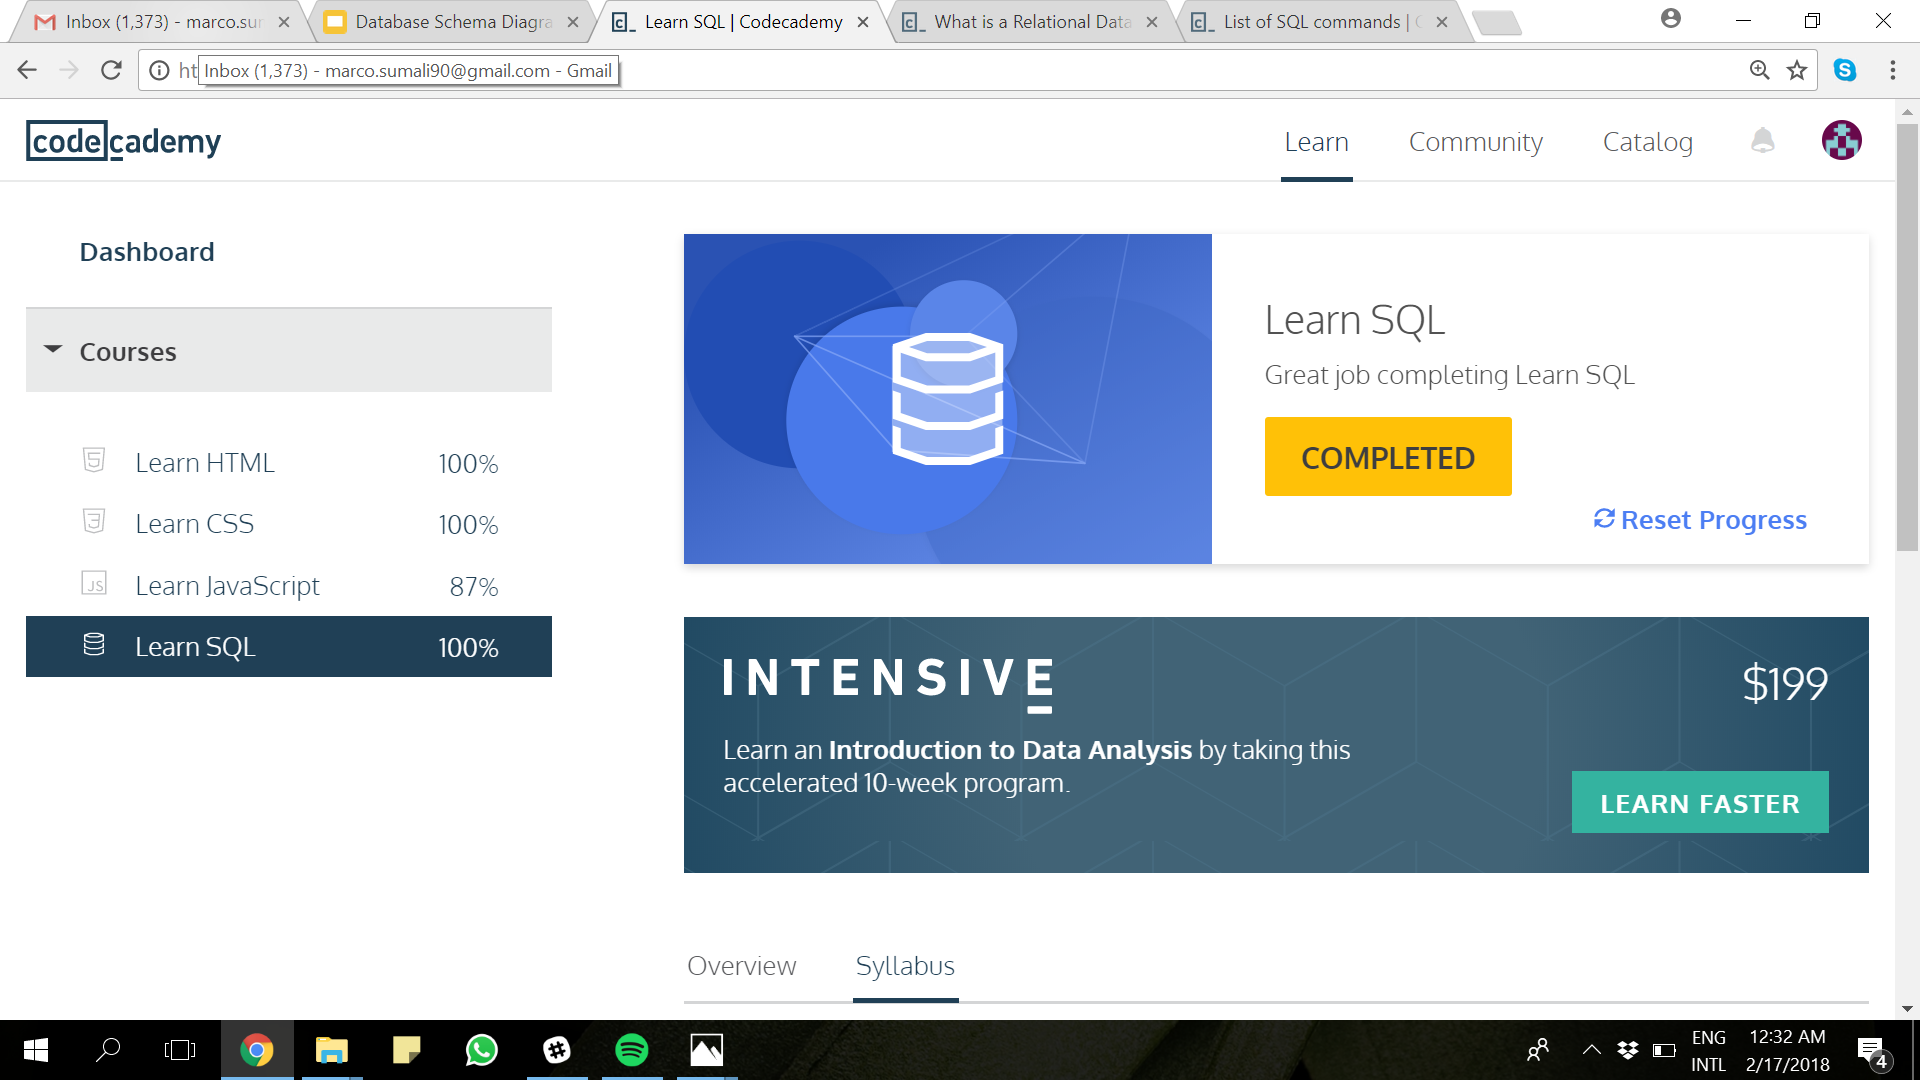 Inbox (1,373) - marco.sur
Database Schema Diagra
Learn SQL | Codecademy
What is a Relational Data
List of SQL commands |
ht
Inbox (1,373) - marco.sumali90@gmail.com - Gmail
codecademy
Learn
Community
Catalog
Dashboard
Courses
Learn HTML 100%
Learn CSS 100%
JS Learn JavaScript 87%
Learn SQL 100%
Learn SQL
Great job completing Learn SQL
COMPLETED
Reset Progress
INTENSIVE
$199
Learn an Introduction to Data Analysis by taking this
accelerated 10-week program.
LEARN FASTER
Overview
Syllabus
ENG
INTL
12:32 AM
2/17/2018
4